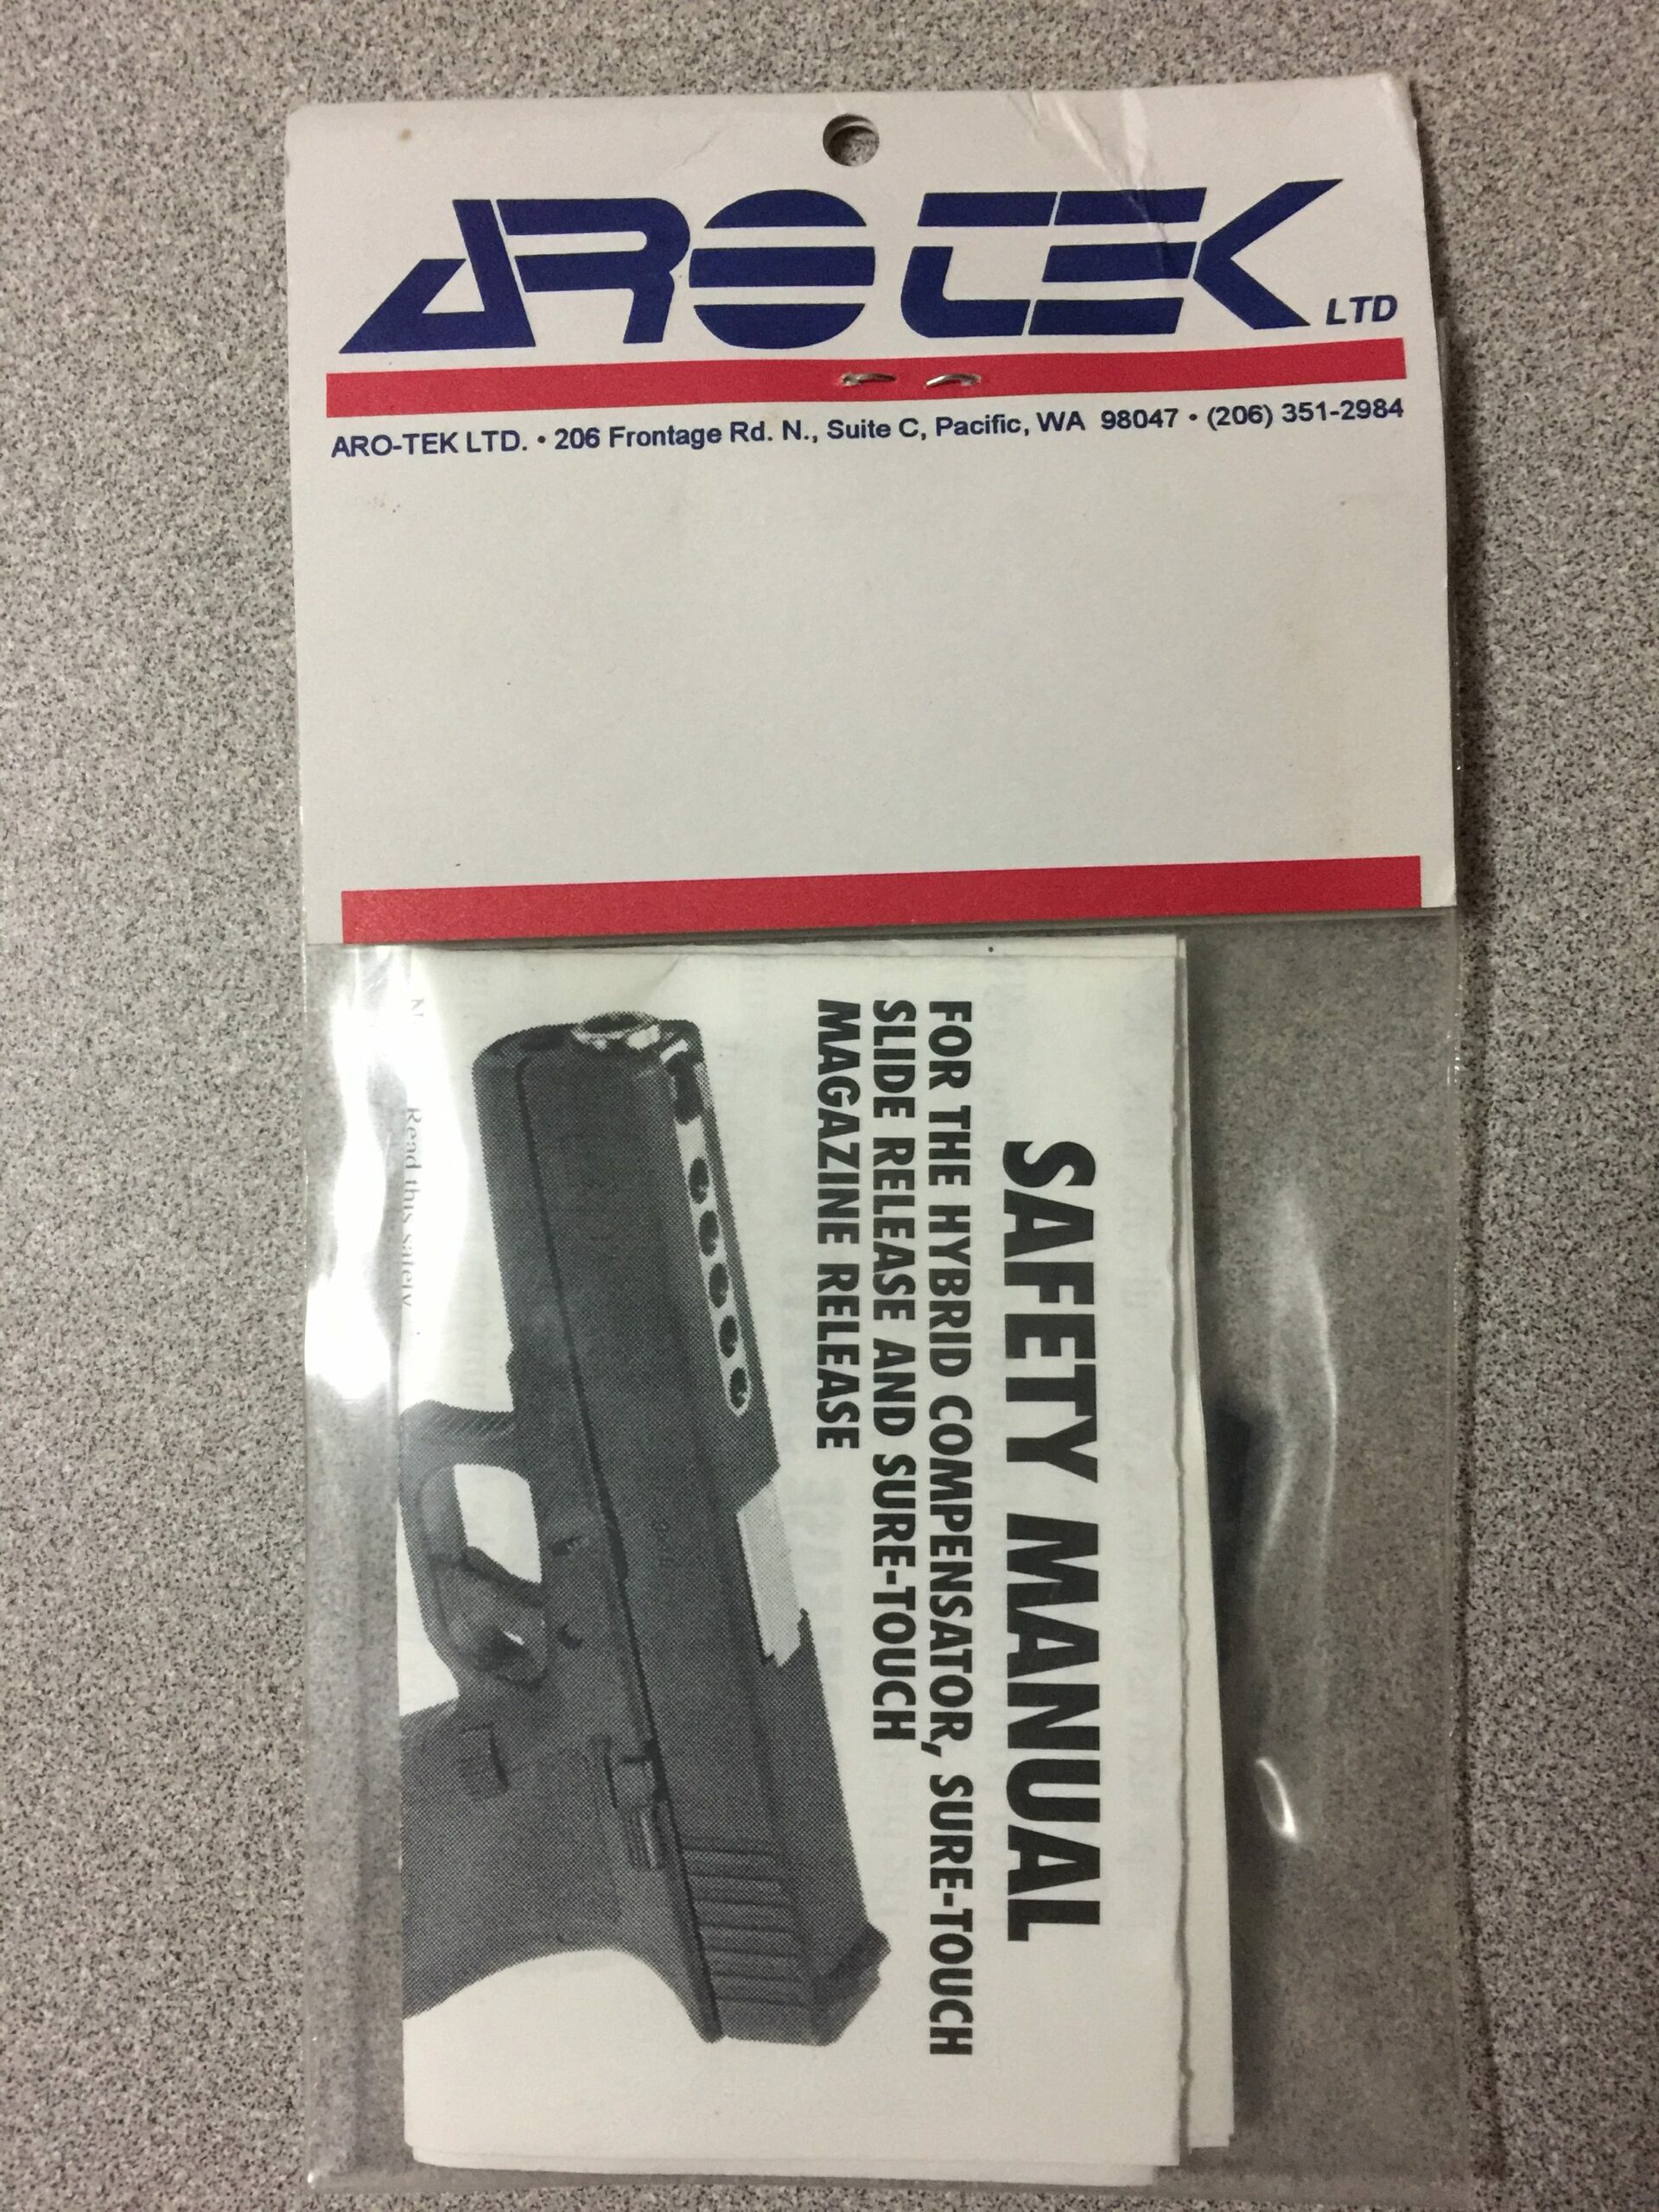 ARO TEK LTD
ARO-TEK LTD. • 206 Frontage Rd. N., Suite C, Pacific, WA 98047 • (206) 351-2984
SAFETY MANUAL
FOR THE HYBRID COMPENSATOR, SURE-TOUCH
SLIDE RELEASE AND SURE-TOUCH
MAGAZINE RELEASE
Read this safety